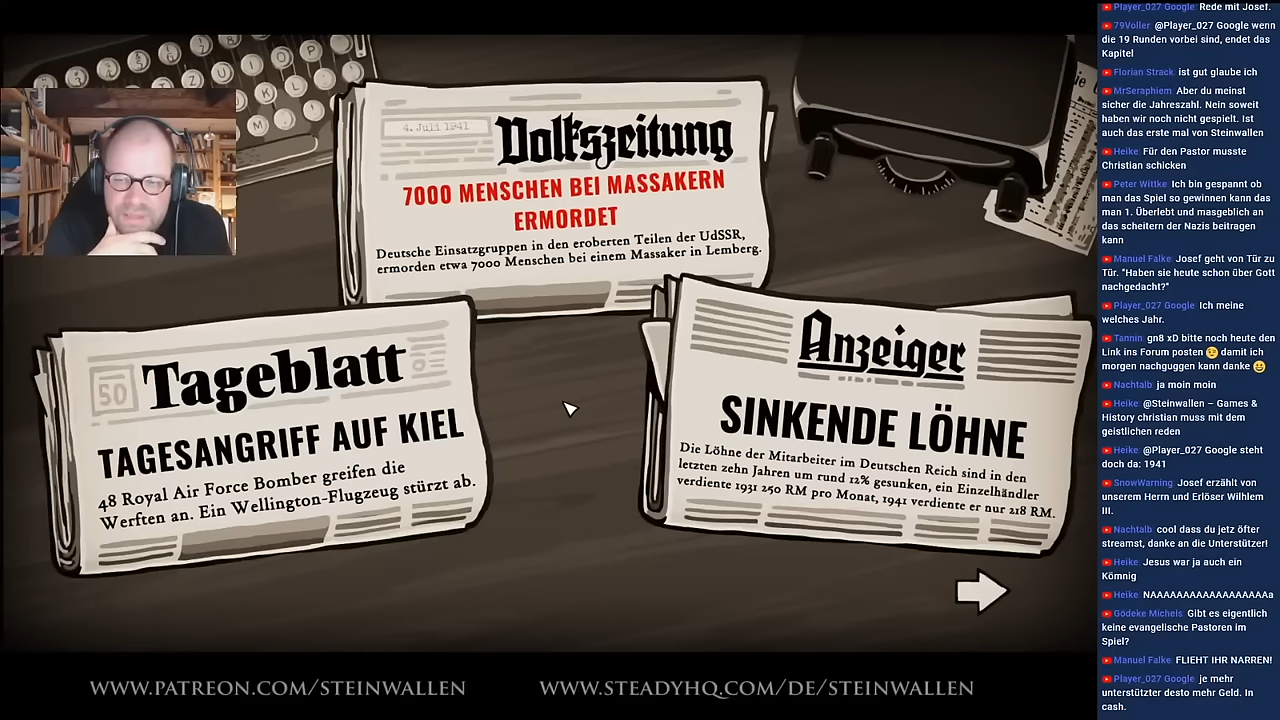 4. Juli 1941
Volkszeitung
7000 MENSCHEN BEI MASSAKERN
ERMORDET
Deutsche Einsatzgruppen in den eroberten Teilen der UdSSR,
ermorden etwa 7000 Menschen bei einem Massaker in Lemberg.
50
Tageblatt
TAGESANGRIFF AUF KIEL
48 Royal Air Force Bomber greifen die
Werften an. Ein Wellington-Flugzeug stürzt ab.
Anzeiger
SINKENDE LÖHNE
Die Löhne der Mitarbeiter im Deutschen Reich sind in den
letzten zehn Jahren um rund 12% gesunken, ein Einzelhändler
verdiente 1931 250 RM pro Monat, 1941 verdiente er nur 218 RM.
WWW.PATREON.COM/STEINWALLEN
WWW.STEADYHQ.COM/DE/STEINWALLEN
Player_027 Google Rede mit Josef.
79Voller @Player_027 Google wenn
die 19 Runden vorbei sind, endet das
Kapitel
Florian Strack ist gut glaube ich
MrSeraphiem Aber du meinst
sicher die Jahreszahl. Nein soweit
haben wir noch nicht gespielt. Ist
auch das erste mal von Steinwallen
Heike Für den Pastor musste
Christian schicken
Peter Wittke Ich bin gespannt ob
man das Spiel so gewinnen kann das
man 1. Überlebt und masgeblich an
das scheitern der Nazis beitragen
kann
Manuel Falke Josef geht von Tür zu
Tür. "Haben sie heute schon über Gott
nachgedacht?"
Player_027 Google Ich meine
welches Jahr.
Tannin gn8 xD bitte noch heute den
Link ins Forum posten 😉 damit ich
morgen nachguggen kann danke 😀
Nachtalb ja moin moin
Heike @Steinwallen – Games &
History christian muss mit dem
geistlichen reden
Heike @Player_027 Google steht
doch da: 1941
SnowWarning Josef erzählt von
unserem Herrn und Erlöser Wilhlem
III.
Nachtalb cool dass du jetz öfter
streamst, danke an die Unterstützer!
Heike Jesus war ja auch ein
Kömnig
Heike NAAAAAAAAAAAAAAAAAa
Gödeke Michels Gibt es eigentlich
keine evangelische Pastoren im
Spiel?
Manuel Falke FLIEHT IHR NARREN!
Player_027 Google je mehr
unterstützter desto mehr Geld. In
cash.